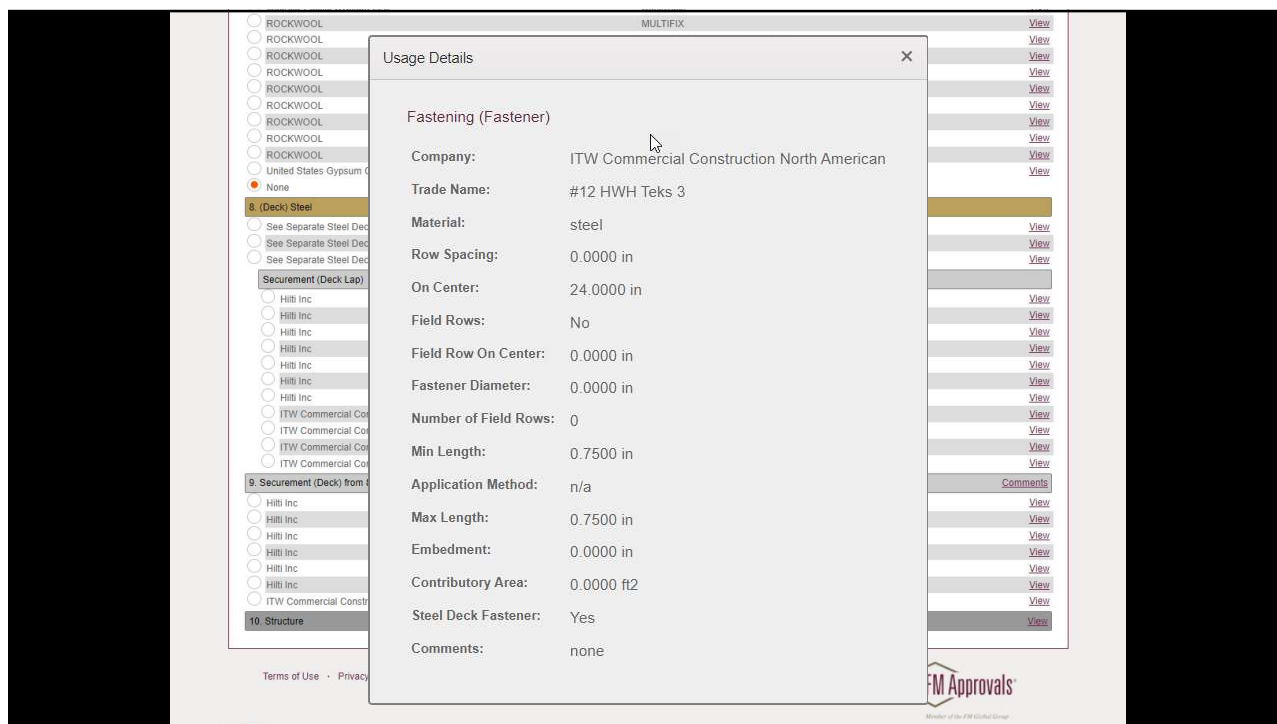 ROCKWOOL MULTIFIX View
ROCKWOOL View
ROCKWOOL View
ROCKWOOL View
ROCKWOOL View
ROCKWOOL View
ROCKWOOL View
ROCKWOOL View
ROCKWOOL View
United States Gypsum View
None
8. (Deck) Steel
See Separate Steel Dec View
See Separate Steel Dec View
See Separate Steel Dec View
Securement (Deck Lap)
Hilti Inc View
Hilti Inc View
Hilti Inc View
Hilti Inc View
Hilti Inc View
Hilti Inc View
Hilti Inc View
ITW Commercial Cor View
ITW Commercial Cor View
ITW Commercial Cor View
ITW Commercial Cor View
9. Securement (Deck) from Comments
Hilti Inc View
Hilti Inc View
Hilti Inc View
Hilti Inc View
Hilti Inc View
Hilti Inc View
ITW Commercial Constr View
10. Structure View
Usage Details ×
Fastening (Fastener)
Company: ITW Commercial Construction North American
Trade Name: #12 HWH Teks 3
Material: steel
Row Spacing: 0.0000 in
On Center: 24.0000 in
Field Rows: No
Field Row On Center: 0.0000 in
Fastener Diameter: 0.0000 in
Number of Field Rows: 0
Min Length: 0.7500 in
Application Method: n/a
Max Length: 0.7500 in
Embedment: 0.0000 in
Contributory Area: 0.0000 ft2
Steel Deck Fastener: Yes
Comments: none
Terms of Use · Privacy
FM Approvals
Member of the FM Global Group